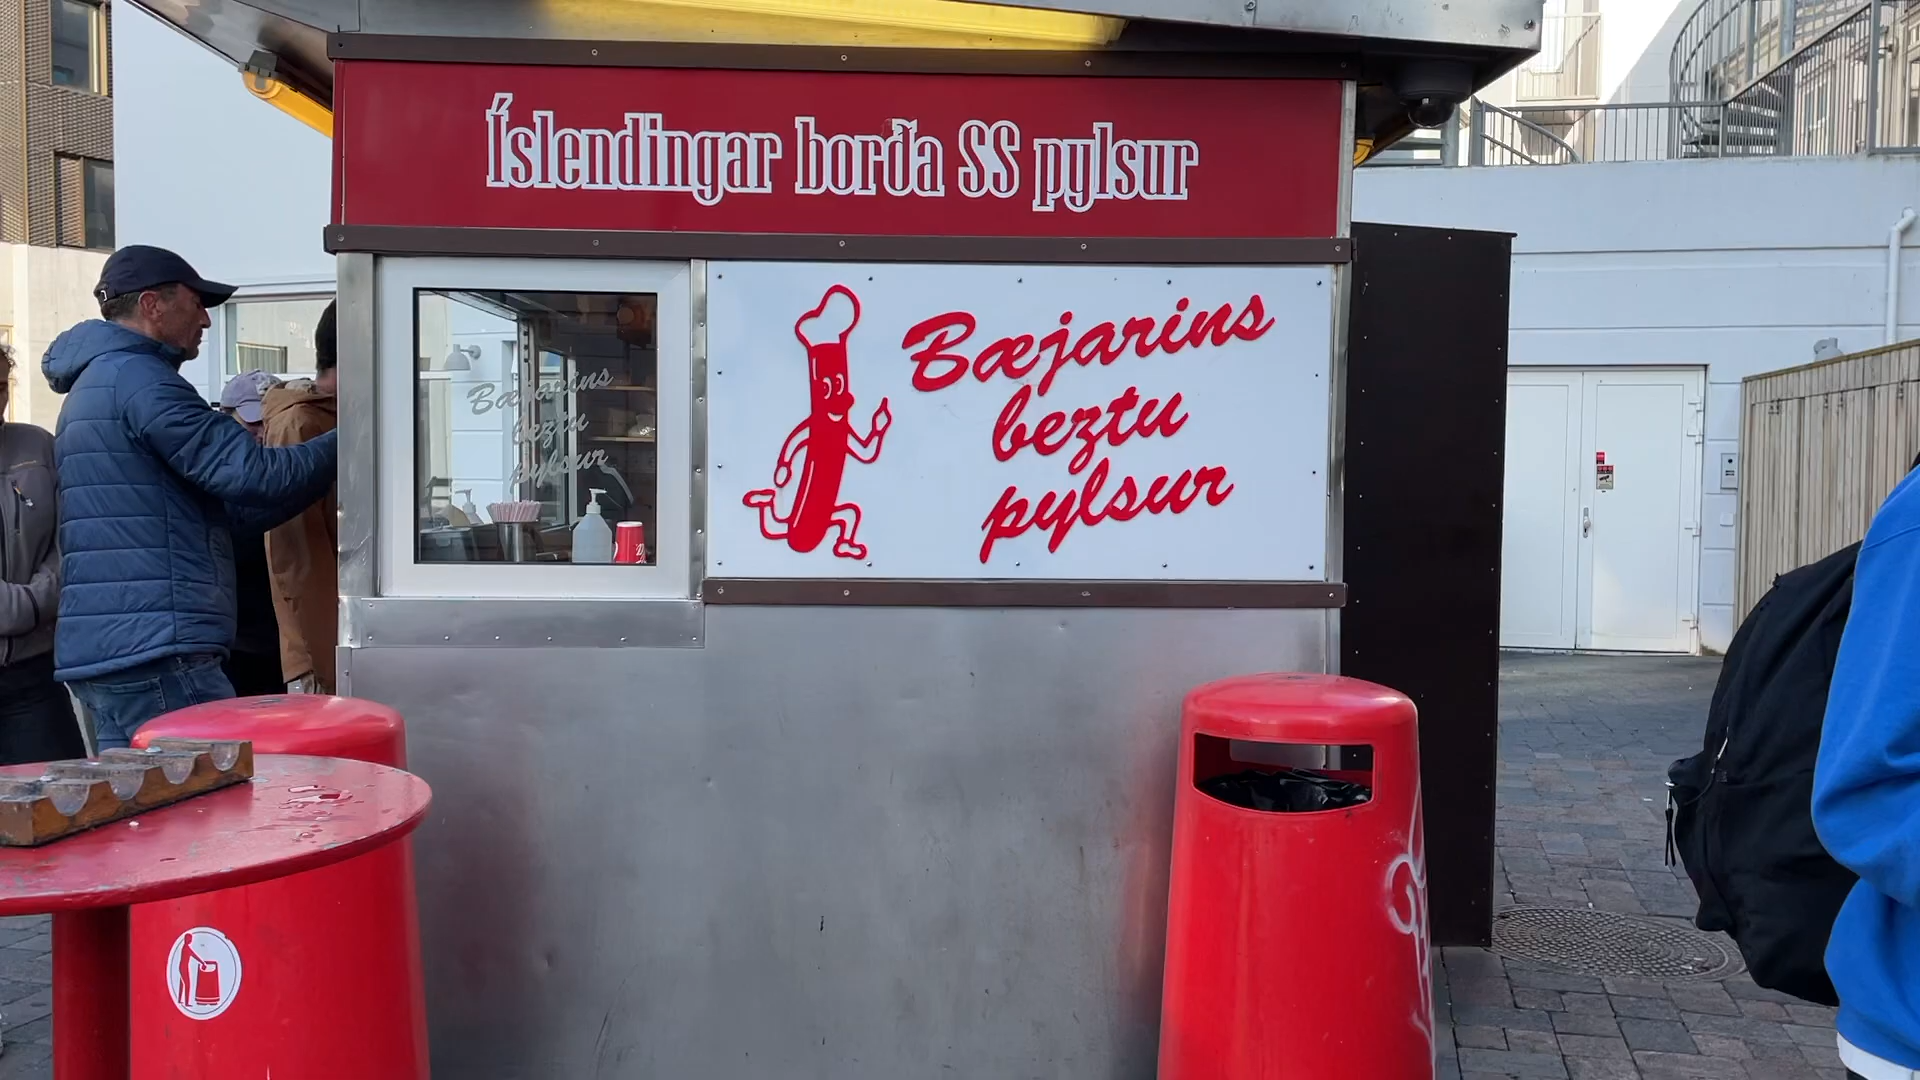 Íslendingar borða SS pylsur
Bæjarins
beztu
pylsur
Bæjarins
beztu
pylsur